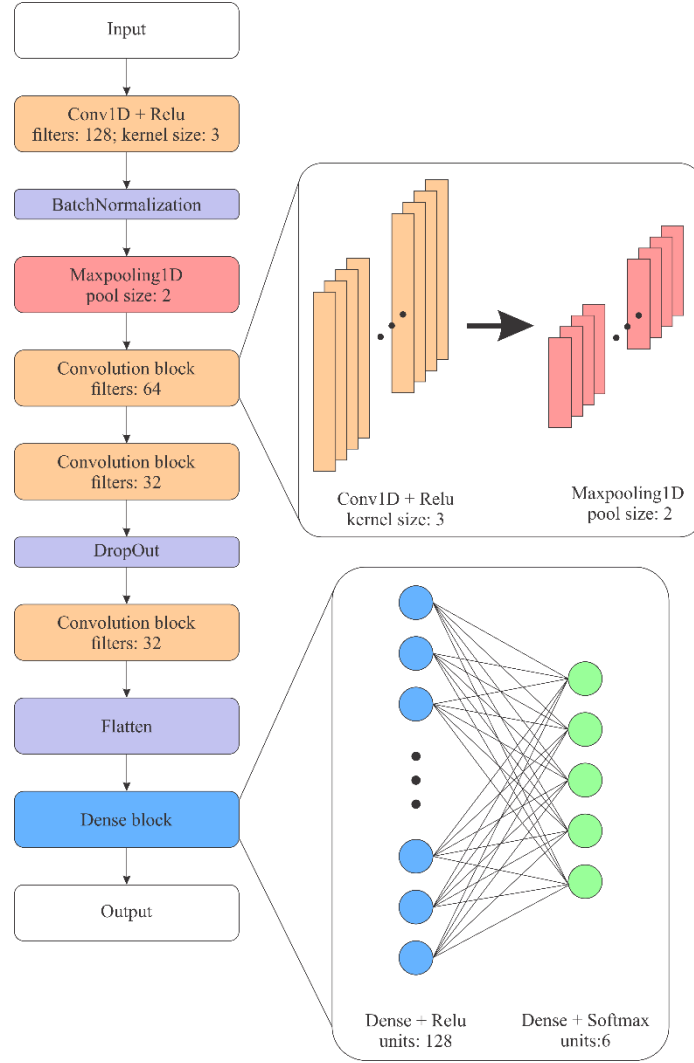 Input
Conv1D + Relu
filters: 128; kernel size: 3
BatchNormalization
Maxpooling1D
pool size: 2
Convolution block
filters: 64
Convolution block
filters: 32
DropOut
Convolution block
filters: 32
Flatten
Dense block
Output
Conv1D + Relu
kernel size: 3
Maxpooling1D
pool size: 2
Dense + Relu
units: 128
Dense + Softmax
units:6